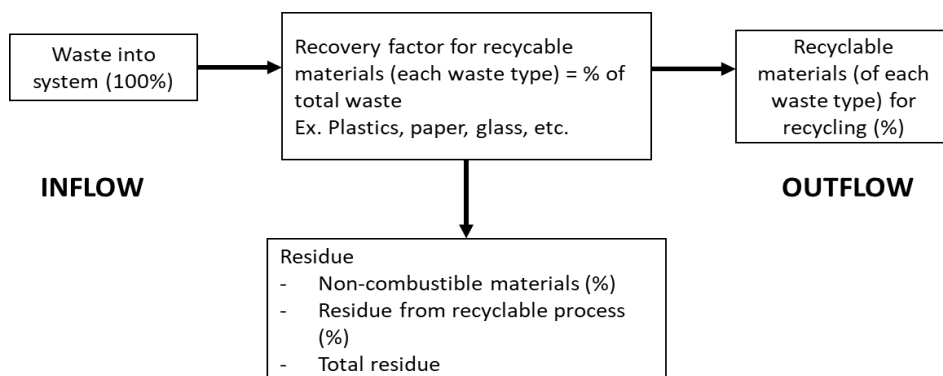 Waste into
system (100%)
Recovery factor for recycable
materials (each waste type) = % of
total waste
Ex. Plastics, paper, glass, etc.
Recyclable
materials (of each
waste type) for
recycling (%)
INFLOW
OUTFLOW
Residue
- Non-combustible materials (%)
- Residue from recyclable process
(%)
- Total residue